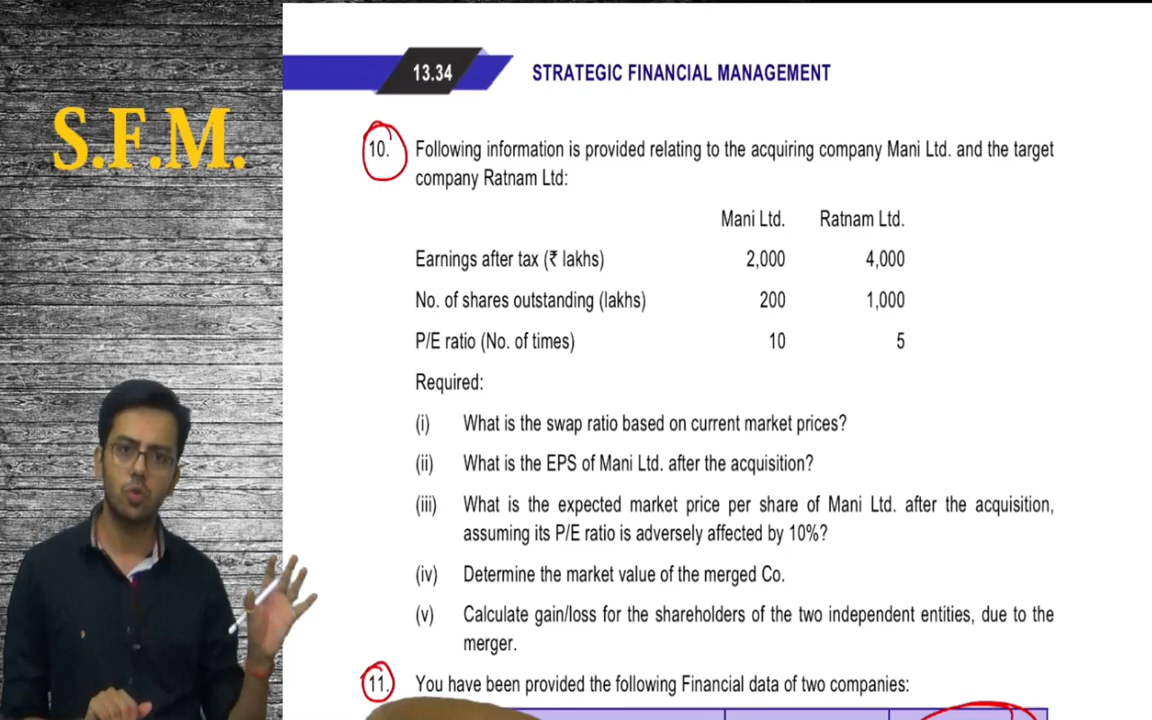 S.F.M.
13.34 STRATEGIC FINANCIAL MANAGEMENT
10. Following information is provided relating to the acquiring company Mani Ltd. and the target
company Ratnam Ltd:
Mani Ltd. Ratnam Ltd.
Earnings after tax (₹ lakhs) 2,000 4,000
No. of shares outstanding (lakhs) 200 1,000
P/E ratio (No. of times) 10 5
Required:
(i) What is the swap ratio based on current market prices?
(ii) What is the EPS of Mani Ltd. after the acquisition?
(iii) What is the expected market price per share of Mani Ltd. after the acquisition,
assuming its P/E ratio is adversely affected by 10%?
(iv) Determine the market value of the merged Co.
(v) Calculate gain/loss for the shareholders of the two independent entities, due to the
merger.
11. You have been provided the following Financial data of two companies: